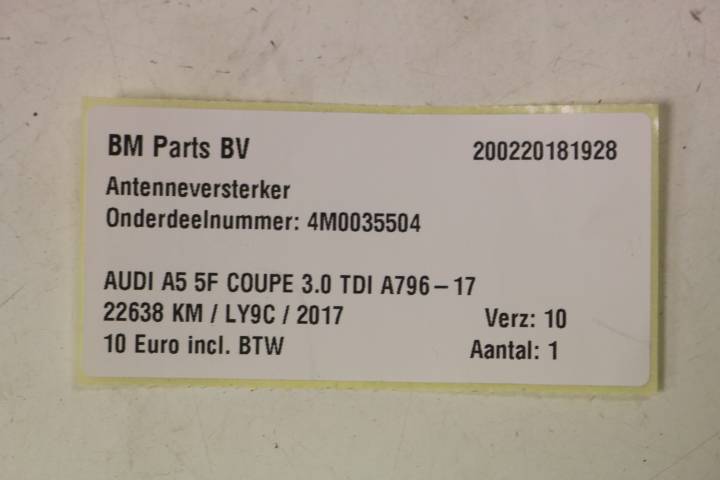 BM Parts BV 200220181928
Antenneversterker
Onderdeelnummer: 4M0035504
AUDI A5 5F COUPE 3.0 TDI A796-17
22638 KM / LY9C / 2017 Verz: 10
10 Euro incl. BTW Aantal: 1